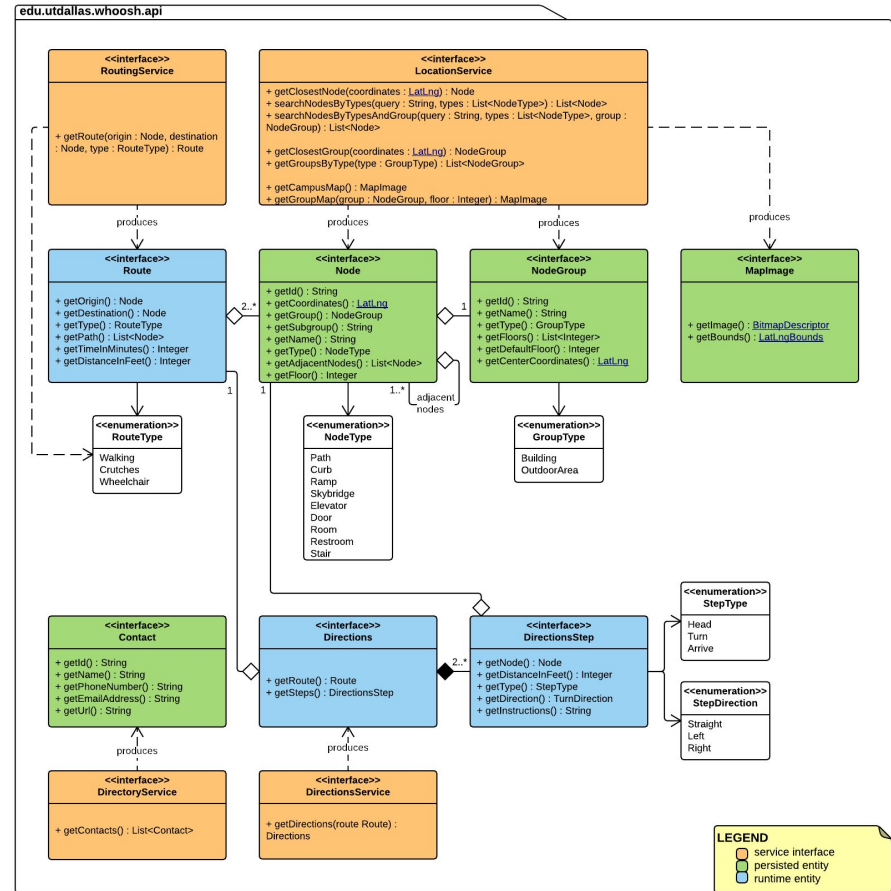 edu.utdallas.whoosh.api
<<interface>>
RoutingService
+ getRoute(origin : Node, destination
: Node, type : RouteType) : Route
<<interface>>
LocationService
+ getClosestNode(coordinates : LatLng) : Node
+ searchNodesByTypes(query : String, types : List<NodeType>) : List<Node>
+ searchNodesByTypesAndGroup(query : String, types : List<NodeType>, group :
NodeGroup) : List<Node>
+ getClosestGroup(coordinates : LatLng) : NodeGroup
+ getGroupsByType(type : GroupType) : List<NodeGroup>
+ getCampusMap() : MapImage
+ getGroupMap(group : NodeGroup, floor : Integer) : MapImage
produces
produces
produces
produces
<<interface>>
Route
+ getOrigin() : Node
+ getDestination() : Node
+ getType() : RouteType
+ getPath() : List<Node>
+ getTimeInMinutes() : Integer
+ getDistanceInFeet() : Integer
2..*
<<interface>>
Node
+ getId() : String
+ getCoordinates() : LatLng
+ getGroup() : NodeGroup
+ getSubgroup() : String
+ getName() : String
+ getType() : NodeType
+ getAdjacentNodes() : List<Node>
+ getFloor() : Integer
1
<<interface>>
NodeGroup
+ getId() : String
+ getName() : String
+ getType() : GroupType
+ getFloors() : List<Integer>
+ getDefaultFloor() : Integer
+ getCenterCoordinates() : LatLng
<<interface>>
MapImage
+ getImage() : BitmapDescriptor
+ getBounds() : LatLngBounds
1
1
1..*
adjacent
nodes
<<enumeration>>
RouteType
Walking
Crutches
Wheelchair
<<enumeration>>
NodeType
Path
Curb
Ramp
Skybridge
Elevator
Door
Room
Restroom
Stair
<<enumeration>>
GroupType
Building
OutdoorArea
<<interface>>
Contact
+ getId() : String
+ getName() : String
+ getPhoneNumber() : String
+ getEmailAddress() : String
+ getUrl() : String
<<interface>>
Directions
+ getRoute() : Route
+ getSteps() : DirectionsStep
2..*
<<interface>>
DirectionsStep
+ getNode() : Node
+ getDistanceInFeet() : Integer
+ getType() : StepType
+ getDirection() : TurnDirection
+ getInstructions() : String
<<enumeration>>
StepType
Head
Turn
Arrive
<<enumeration>>
StepDirection
Straight
Left
Right
produces
produces
<<interface>>
DirectoryService
+ getContacts() : List<Contact>
<<interface>>
DirectionsService
+ getDirections(route Route) :
Directions
LEGEND
service interface
persisted entity
runtime entity